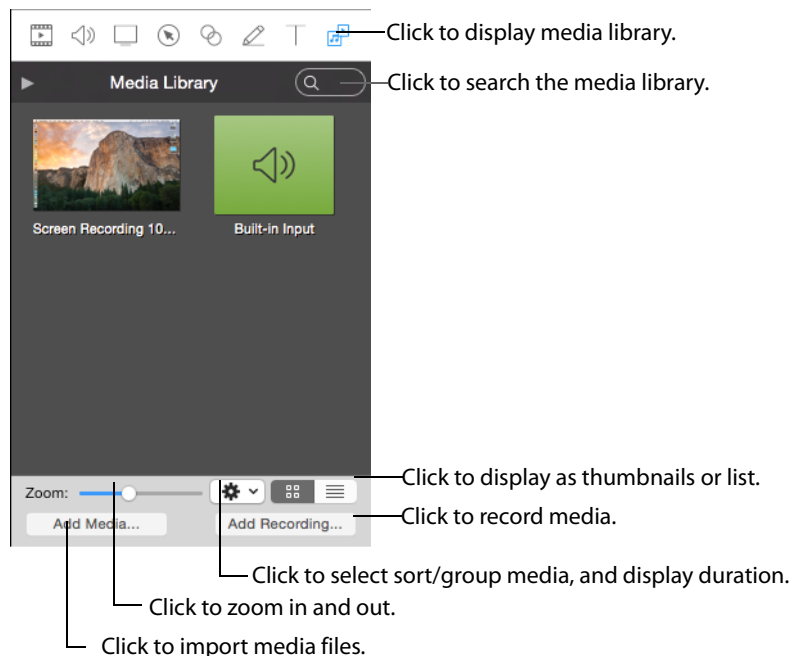 Click to display media library.
Media Library
Click to search the media library.
Screen Recording 10...
Built-in Input
Click to display as thumbnails or list.
Zoom:
Click to record media.
Add Media...
Add Recording...
Click to select sort/group media, and display duration.
Click to zoom in and out.
Click to import media files.